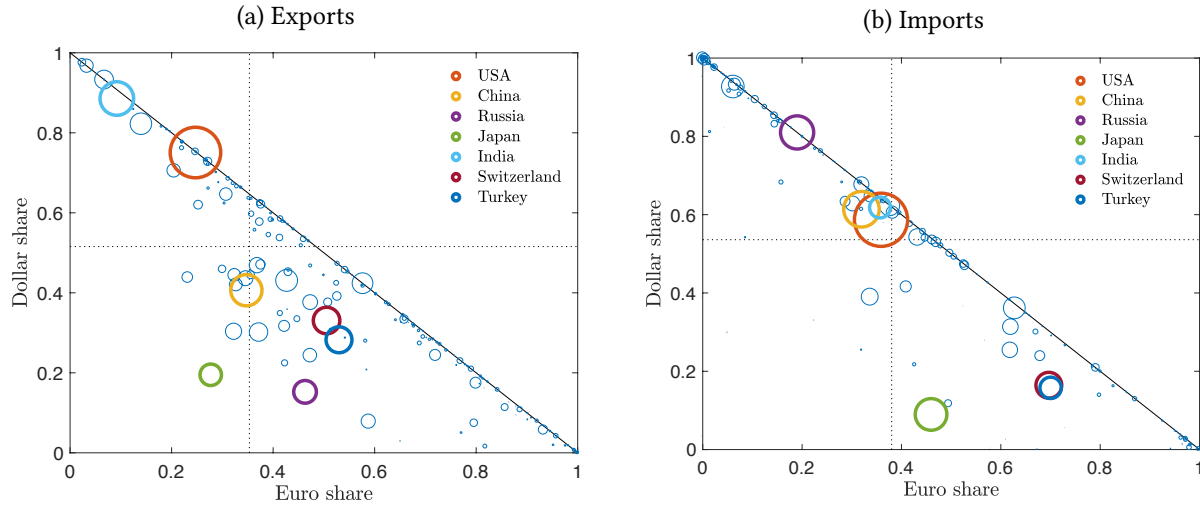 (a) Exports
1
0.8
0.6
0.4
0.2
0
Dollar share
0
0.2
0.4
0.6
0.8
1
Euro share
USA
China
Russia
Japan
India
Switzerland
Turkey
(b) Imports
1
0.8
0.6
0.4
0.2
0
Dollar share
0
0.2
0.4
0.6
0.8
1
Euro share
USA
China
Russia
Japan
India
Switzerland
Turkey